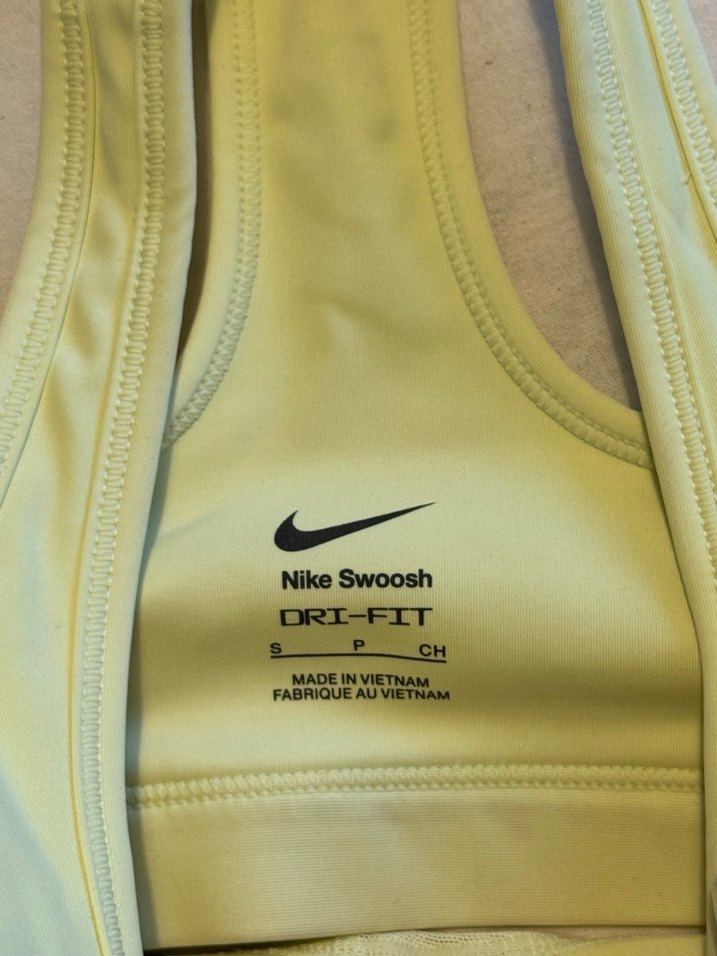 Nike Swoosh
DRI-FIT
S P CH
MADE IN VIETNAM
FABRIQUE AU VIETNAM